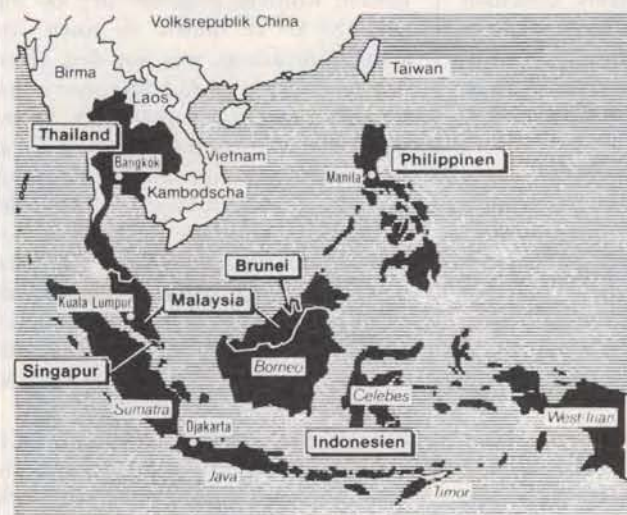 Volksrepublik China
Taiwan
Birma
Laos
Thailand
Bangkok
Vietnam
Kambodscha
Manila
Philippinen
Brunei
Kuala Lumpur
Malaysia
Singapur
Borneo
Celebes
West-Irian
Sumatra
Djakarta
Indonesien
Java
Timor